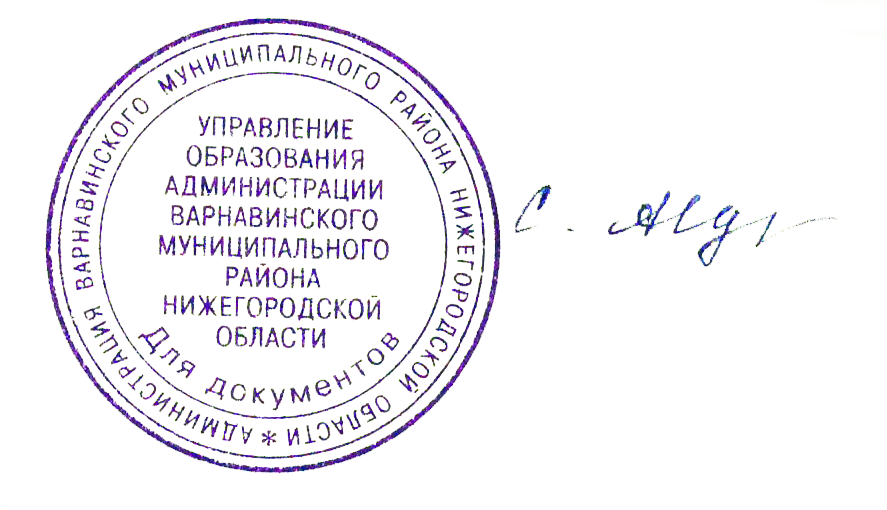 АДМИНИСТРАЦИЯ ВАРНАВИНСКОГО МУНИЦИПАЛЬНОГО РАЙОНА НИЖЕГОРОДСКОЙ ОБЛАСТИ *
УПРАВЛЕНИЕ
ОБРАЗОВАНИЯ
АДМИНИСТРАЦИИ
ВАРНАВИНСКОГО
МУНИЦИПАЛЬНОГО
РАЙОНА
НИЖЕГОРОДСКОЙ
ОБЛАСТИ
Для документов
С.